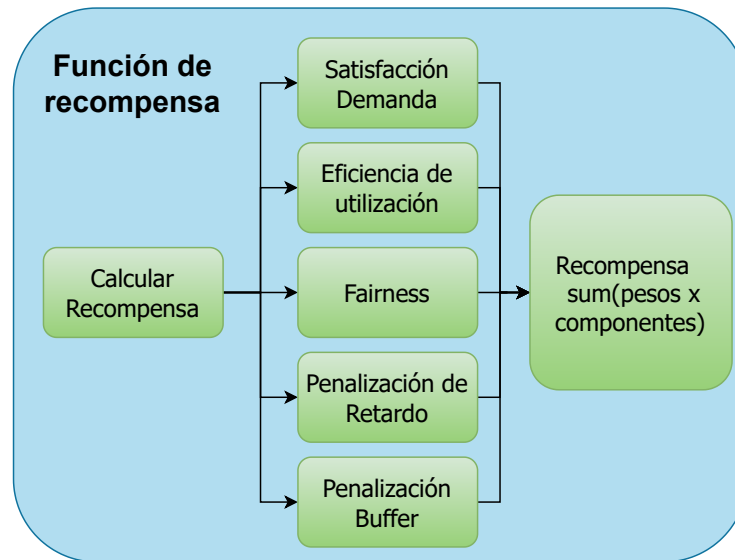 Función de
recompensa
Satisfacción
Demanda
Eficiencia de
utilización
Calcular
Recompensa
Fairness
Recompensa
sum(pesos x
componentes)
Penalización de
Retardo
Penalización
Buffer